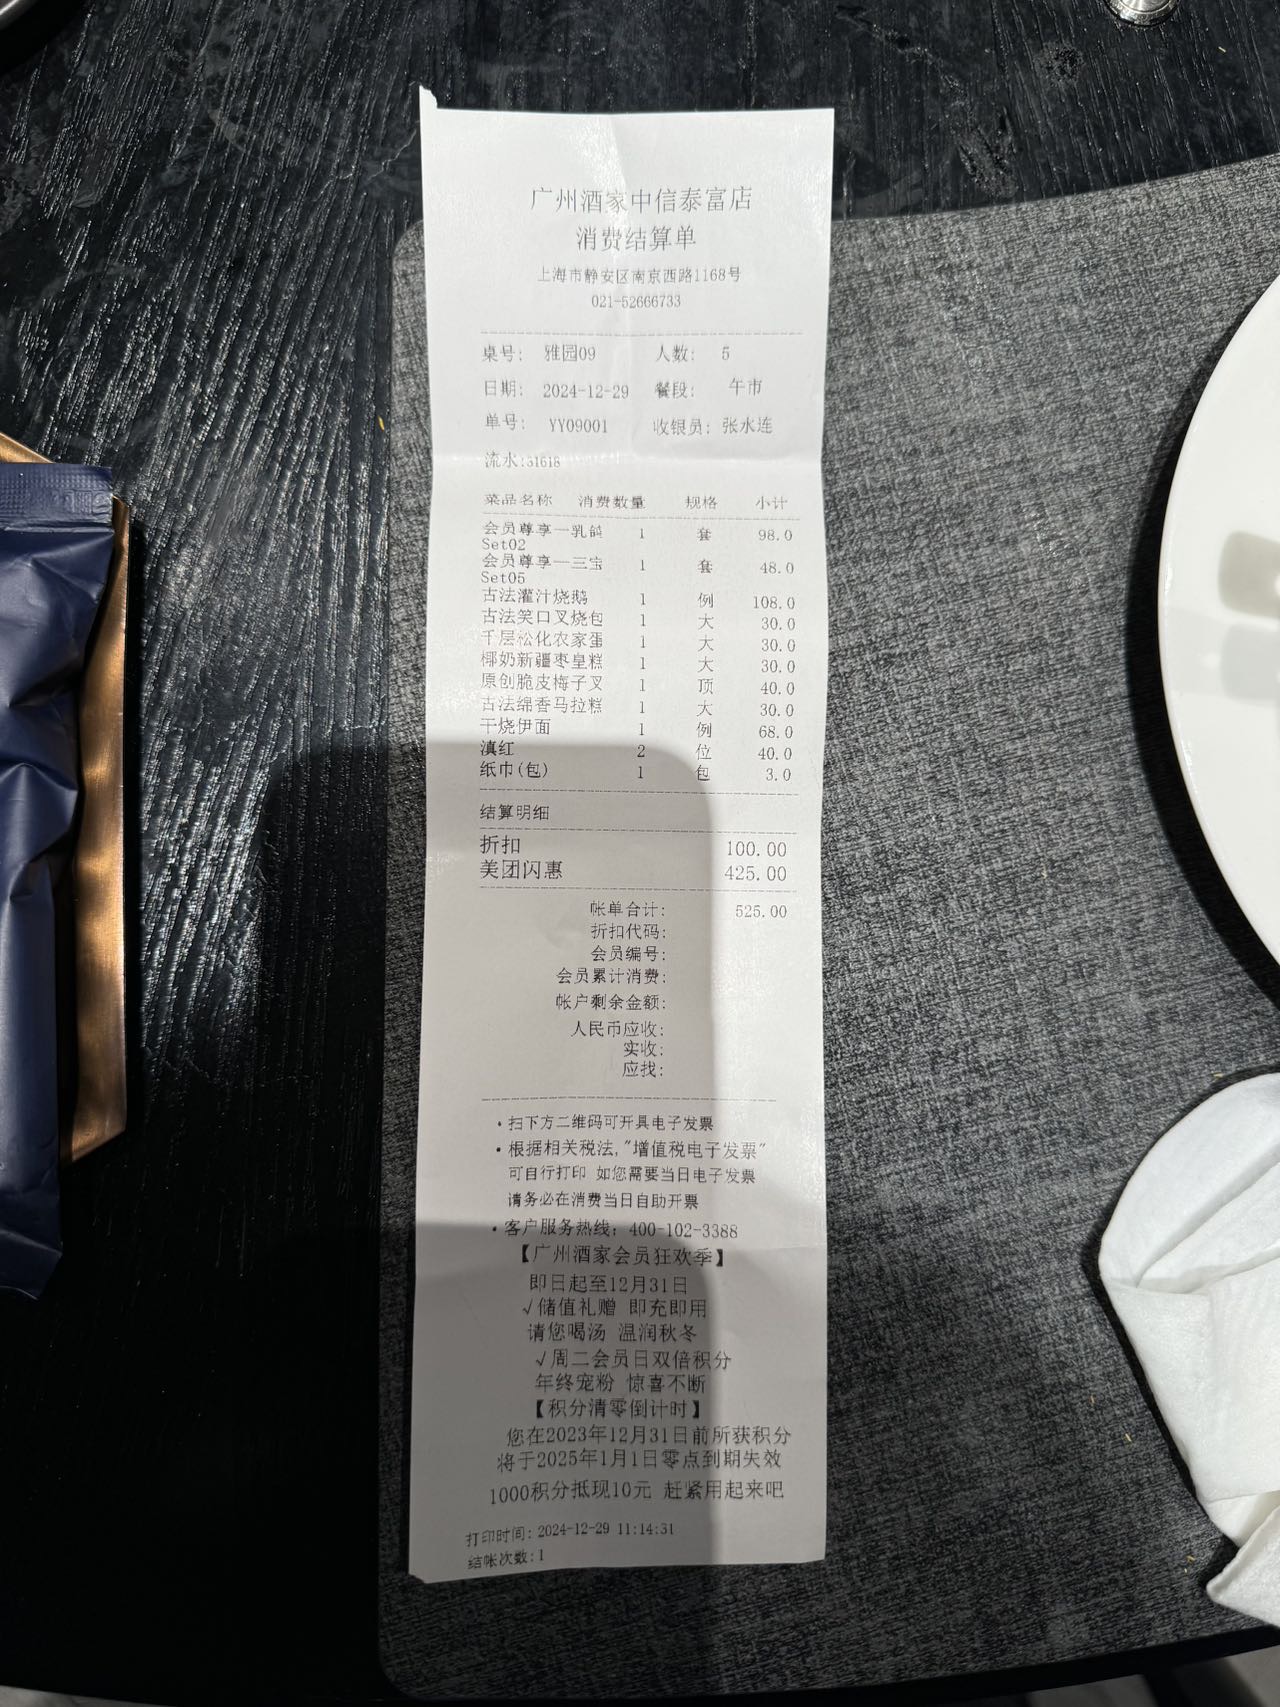 广州酒家中信泰富店
消费结算单
上海市静安区南京西路1168号
021-52666733
桌号: 雅园09 人数: 5
日期: 2024-12-29 餐段: 午市
单号: YY09001 收银员: 张水连
流水:31618
菜品名称 消费数量 规格 小计
会员尊享一乳鸽 1 套 98.0
Set02
会员尊享一三宝 1 套 48.0
Set05
古法灌汁烧鹅 1 例 108.0
古法笑口叉烧包 1 大 30.0
千层松化农家蛋 1 大 30.0
椰奶新疆枣皇糕 1 大 30.0
原创脆皮梅子叉 1 顶 40.0
古法绵香马拉糕 1 大 30.0
干烧伊面 1 例 68.0
滇红 2 位 40.0
纸巾(包) 1 包 3.0
结算明细
折扣 100.00
美团闪惠 425.00
帐单合计: 525.00
折扣代码:
会员编号:
会员累计消费:
帐户剩余金额:
人民币应收:
实收:
应找:
·扫下方二维码可开具电子发票
·根据相关税法,"增值税电子发票"
可自行打印 如您需要当日电子发票
请务必在消费当日自助开票
·客户服务热线: 400-102-3388
【广州酒家会员狂欢季】
即日起至12月31日
√储值礼赠 即充即用
请您喝汤 温润秋冬
√周二会员日双倍积分
年终宠粉 惊喜不断
【积分清零倒计时】
您在2023年12月31日前所获积分
将于2025年1月1日零点到期失效
1000积分抵现10元 赶紧用起来吧
打印时间: 2024-12-29 11:14:31
结帐次数:1